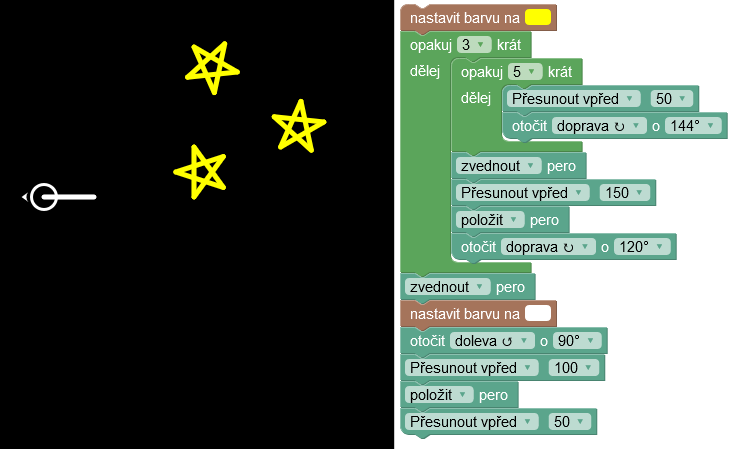 nastavit barvu na
opakuj 3 krát
dělej opakuj 5 krát
dělej Přesunout vpřed 50
otočit doprava ↻ o 144°
zvednout pero
Přesunout vpřed 150
položit pero
otočit doprava ↻ o 120°
zvednout pero
nastavit barvu na
otočit doleva ↺ o 90°
Přesunout vpřed 100
položit pero
Přesunout vpřed 50